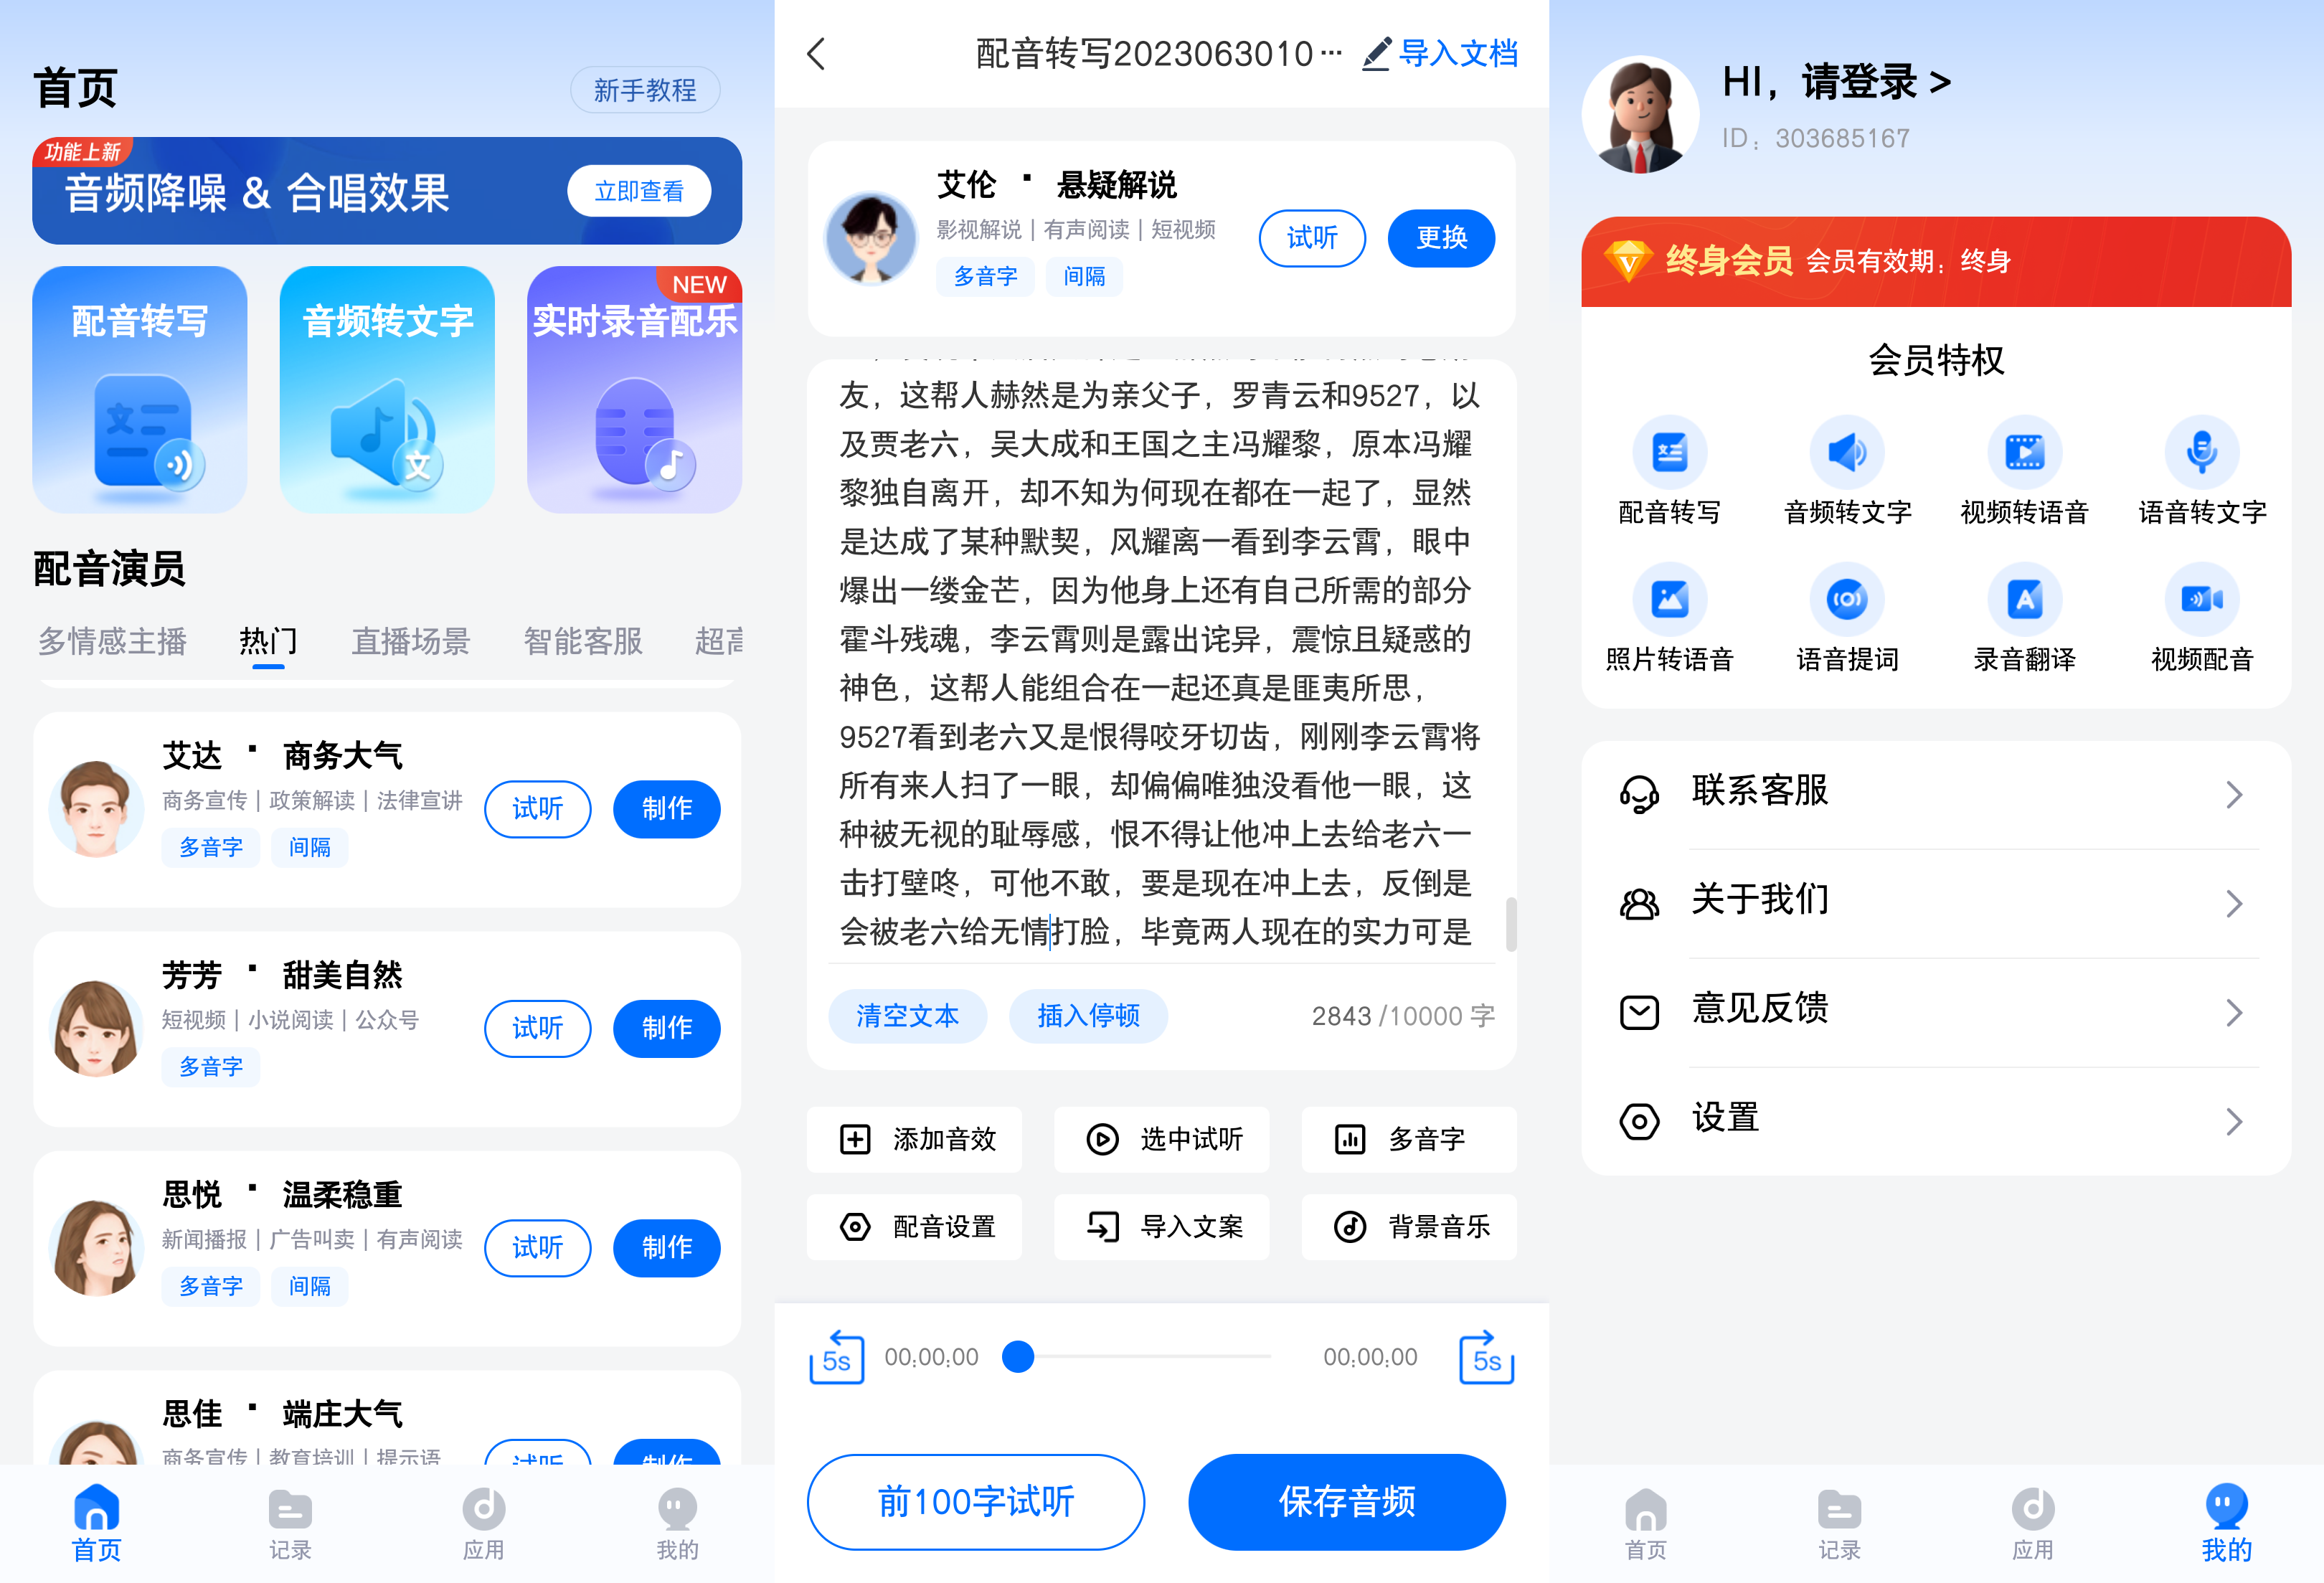 首页
新手教程
功能上新
音频降噪 & 合唱效果
立即查看
配音转写
音频转文字
NEW
实时录音配乐
配音演员
多情感主播 热门 直播场景 智能客服 超高
艾达 · 商务大气
商务宣传 | 政策解读 | 法律宣讲
多音字 间隔
试听 制作
芳芳 · 甜美自然
短视频 | 小说阅读 | 公众号
多音字
试听 制作
思悦 · 温柔稳重
新闻播报 | 广告叫卖 | 有声阅读
多音字 间隔
试听 制作
思佳 · 端庄大气
商务宣传 | 教育培训 | 提示语
试听 制作
首页 记录 应用 我的
配音转写2023063010 ···
导入文档
艾伦 · 悬疑解说
影视解说 | 有声阅读 | 短视频
多音字 间隔
试听 更换
友，这帮人赫然是为亲父子，罗青云和9527，以
及贾老六，吴大成和王国之主冯耀黎，原本冯耀
黎独自离开，却不知为何现在都在一起了，显然
是达成了某种默契，风耀离一看到李云霄，眼中
爆出一缕金芒，因为他身上还有自己所需的部分
霍斗残魂，李云霄则是露出诧异，震惊且疑惑的
神色，这帮人能组合在一起还真是匪夷所思，
9527看到老六又是恨得咬牙切齿，刚刚李云霄将
所有来人扫了一眼，却偏偏唯独没看他一眼，这
种被无视的耻辱感，恨不得让他冲上去给老六一
击打壁咚，可他不敢，要是现在冲上去，反倒是
会被老六给无情打脸，毕竟两人现在的实力可是
清空文本 插入停顿 2843 /10000 字
添加音效 选中试听 多音字
配音设置 导入文案 背景音乐
5s 00:00:00 00:00:00 5s
前100字试听 保存音频
HI，请登录 >
ID：303685167
V 终身会员 会员有效期：终身
会员特权
配音转写 音频转文字 视频转语音 语音转文字
照片转语音 语音提词 录音翻译 视频配音
联系客服
关于我们
意见反馈
设置
首页 记录 应用 我的